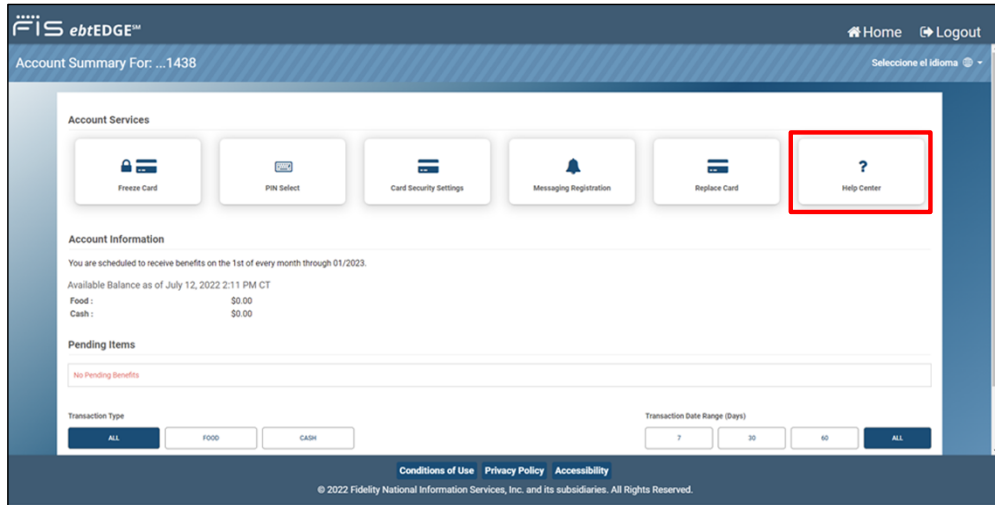 FIS ebtEDGE℠
Home Logout
Account Summary For: ...1438
Seleccione el idioma
Account Services
Freeze Card
PIN Select
Card Security Settings
Messaging Registration
Replace Card
?
Help Center
Account Information
You are scheduled to receive benefits on the 1st of every month through 01/2023.
Available Balance as of July 12, 2022 2:11 PM CT
Food : $0.00
Cash : $0.00
Pending Items
No Pending Benefits
Transaction Type
Transaction Date Range (Days)
ALL FOOD CASH
7 30 60 ALL
Conditions of Use Privacy Policy Accessibility
© 2022 Fidelity National Information Services, Inc. and its subsidiaries. All Rights Reserved.